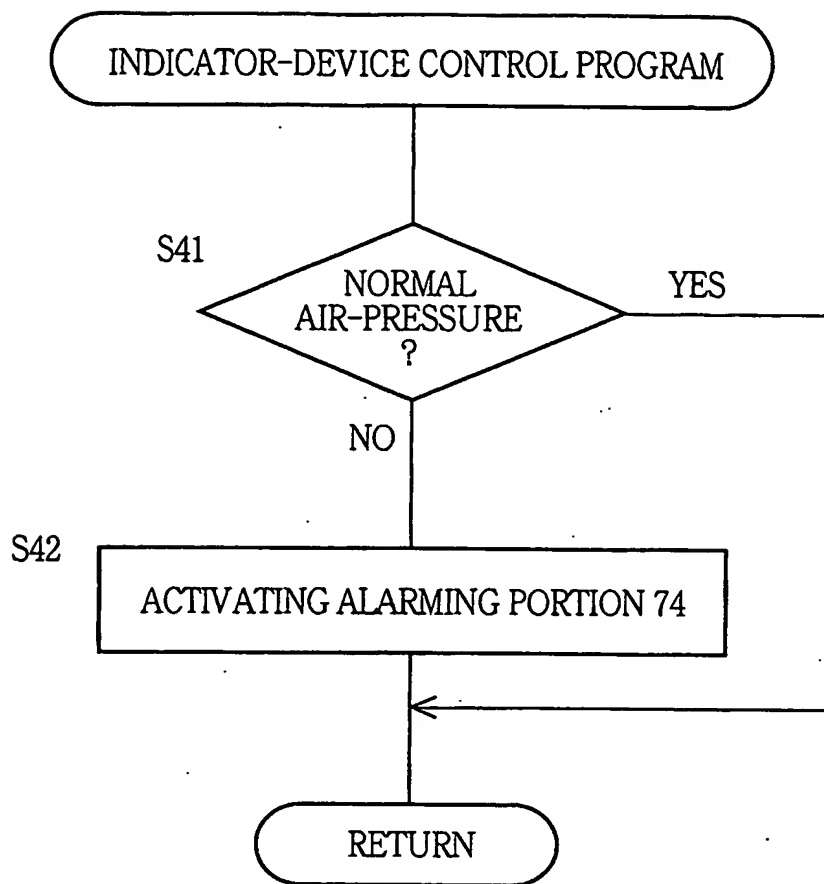 INDICATOR-DEVICE CONTROL PROGRAM
S41
NORMAL
AIR-PRESSURE
?
YES
NO
S42
ACTIVATING ALARMING PORTION 74
RETURN